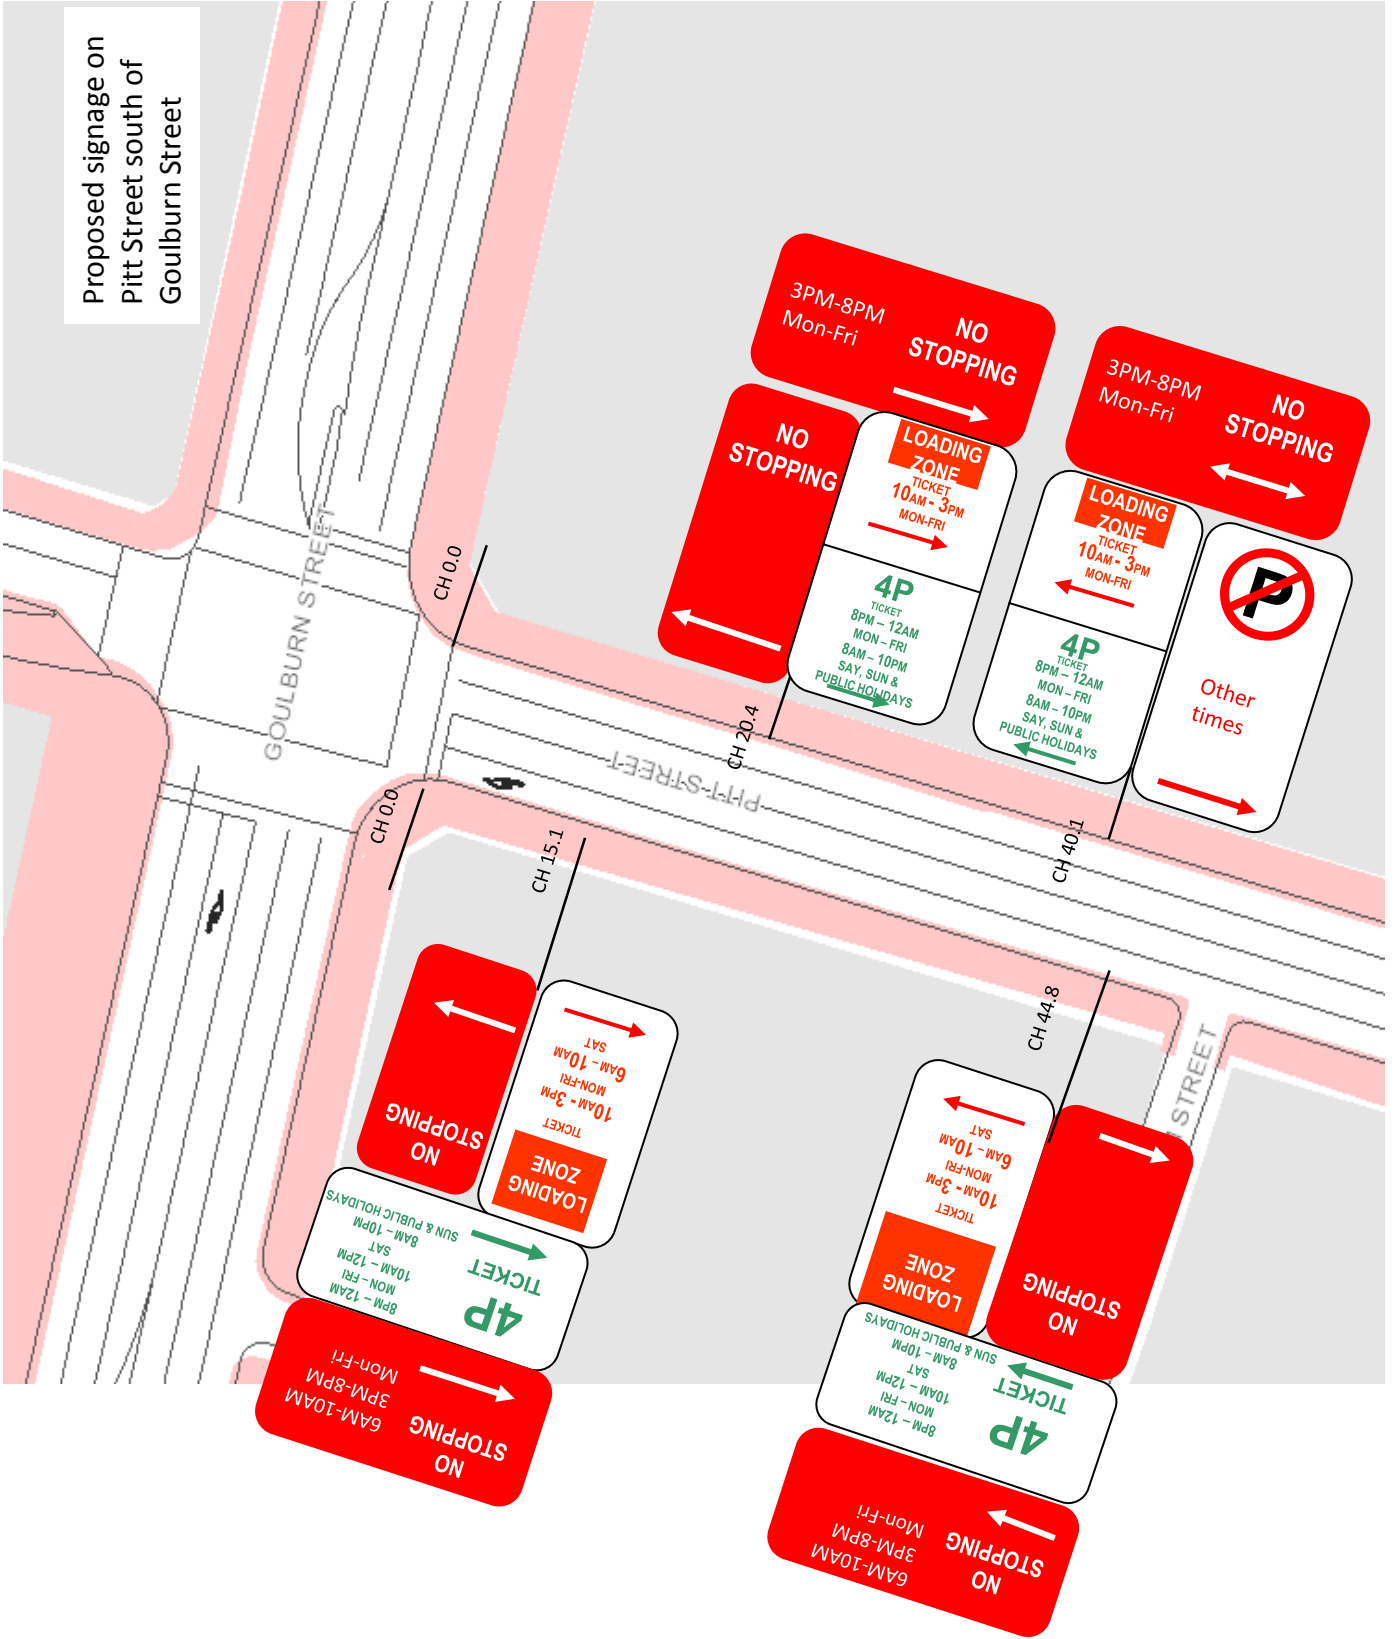 Proposed signage on
Pitt Street south of
Goulburn Street
GOULBURN STREET
PITT STREET
STREET
CH 0.0
CH 20.4
CH 40.1
CH 0.0
CH 15.1
CH 44.8
3PM-8PM
Mon-Fri
NO
STOPPING
NO
STOPPING
LOADING
ZONE
TICKET
10AM - 3PM
MON-FRI
4P
TICKET
8PM – 12AM
MON – FRI
8AM – 10PM
SAY, SUN &
PUBLIC HOLIDAYS
3PM-8PM
Mon-Fri
NO
STOPPING
LOADING
ZONE
TICKET
10AM - 3PM
MON-FRI
4P
TICKET
8PM – 12AM
MON – FRI
8AM – 10PM
SAY, SUN &
PUBLIC HOLIDAYS
P
Other
times
NO
STOPPING
LOADING
ZONE
TICKET
10AM - 3PM
MON-FRI
6AM – 10AM
SAT
4P
TICKET
8PM – 12AM
MON – FRI
10AM – 12PM
SAT
8AM – 10PM
SUN & PUBLIC HOLIDAYS
NO
STOPPING
6AM-10AM
3PM-8PM
Mon-Fri
LOADING
ZONE
TICKET
10AM - 3PM
MON-FRI
6AM – 10AM
SAT
NO
STOPPING
4P
TICKET
8PM – 12AM
MON – FRI
10AM – 12PM
SAT
8AM – 10PM
SUN & PUBLIC HOLIDAYS
NO
STOPPING
6AM-10AM
3PM-8PM
Mon-Fri